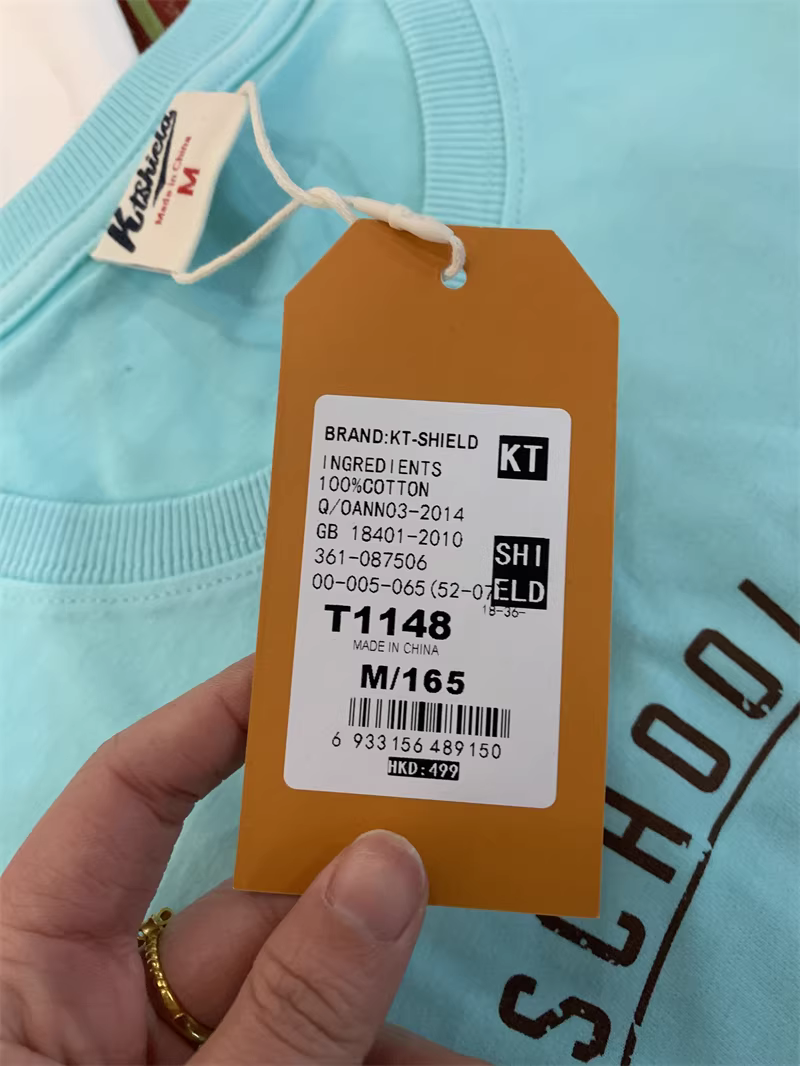 Ktshield
Made in China
M
BRAND:KT-SHIELD
KT
INGREDIENTS
100%COTTON
Q/OANN03-2014
GB 18401-2010
361-087506
SHI
ELD
00-005-065(52-07
18-36-
T1148
MADE IN CHINA
M/165
6 933156 489150
HKD:499
SCHOOL